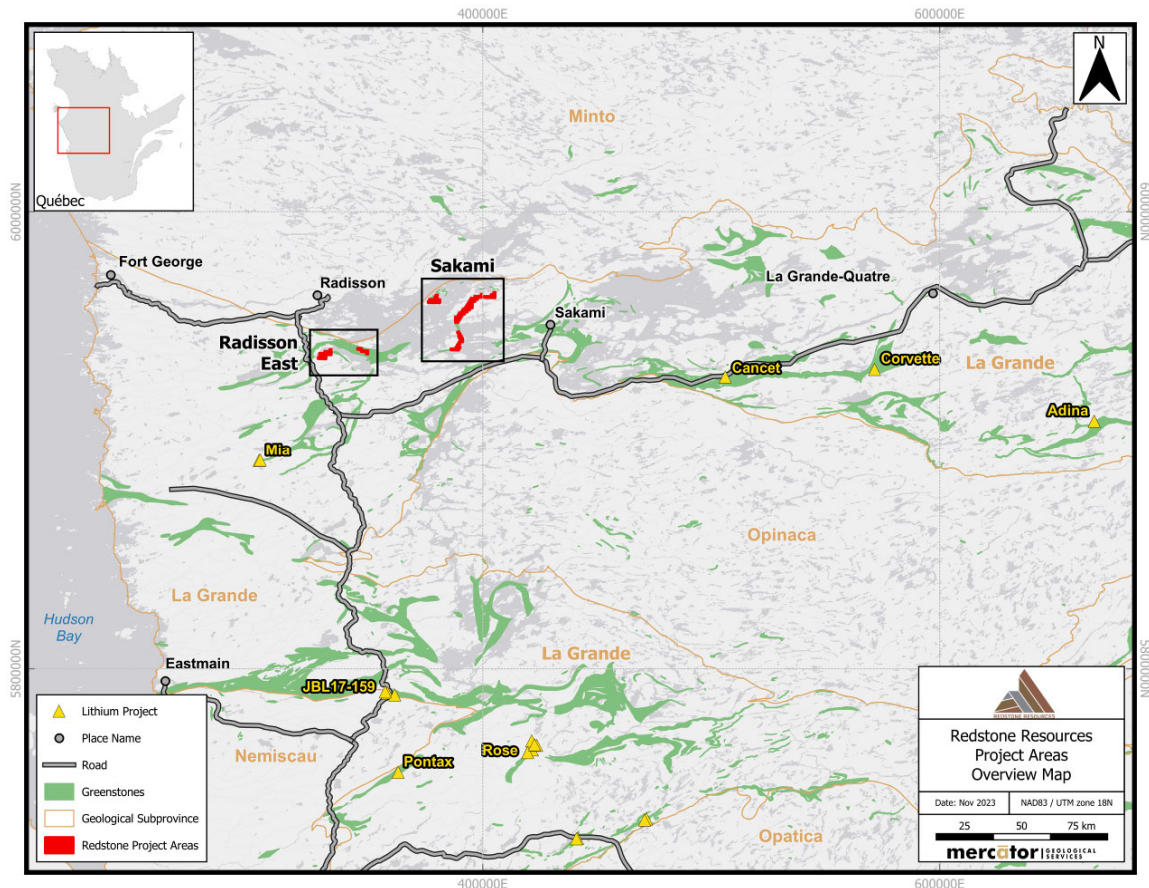 400000E
600000E
N
Québec
Minto
6000000N
6000000N
Fort George
Sakami
Radisson
La Grande-Quatre
Sakami
Radisson
East
Cancet
Corvette
La Grande
Adina
Mia
Opinaca
La Grande
Hudson
Bay
La Grande
Eastmain
5800000N
5800000N
JBL17-159
Lithium Project
Place Name
Road
Greenstones
Geological Subprovince
Redstone Project Areas
Nemiscau
Rose
Pontax
Opatica
REDSTONE RESOURCES
Redstone Resources
Project Areas
Overview Map
Date: Nov 2023
NAD83 / UTM zone 18N
25 50 75 km
mercator GEOLOGICAL
SERVICES
400000E
600000E